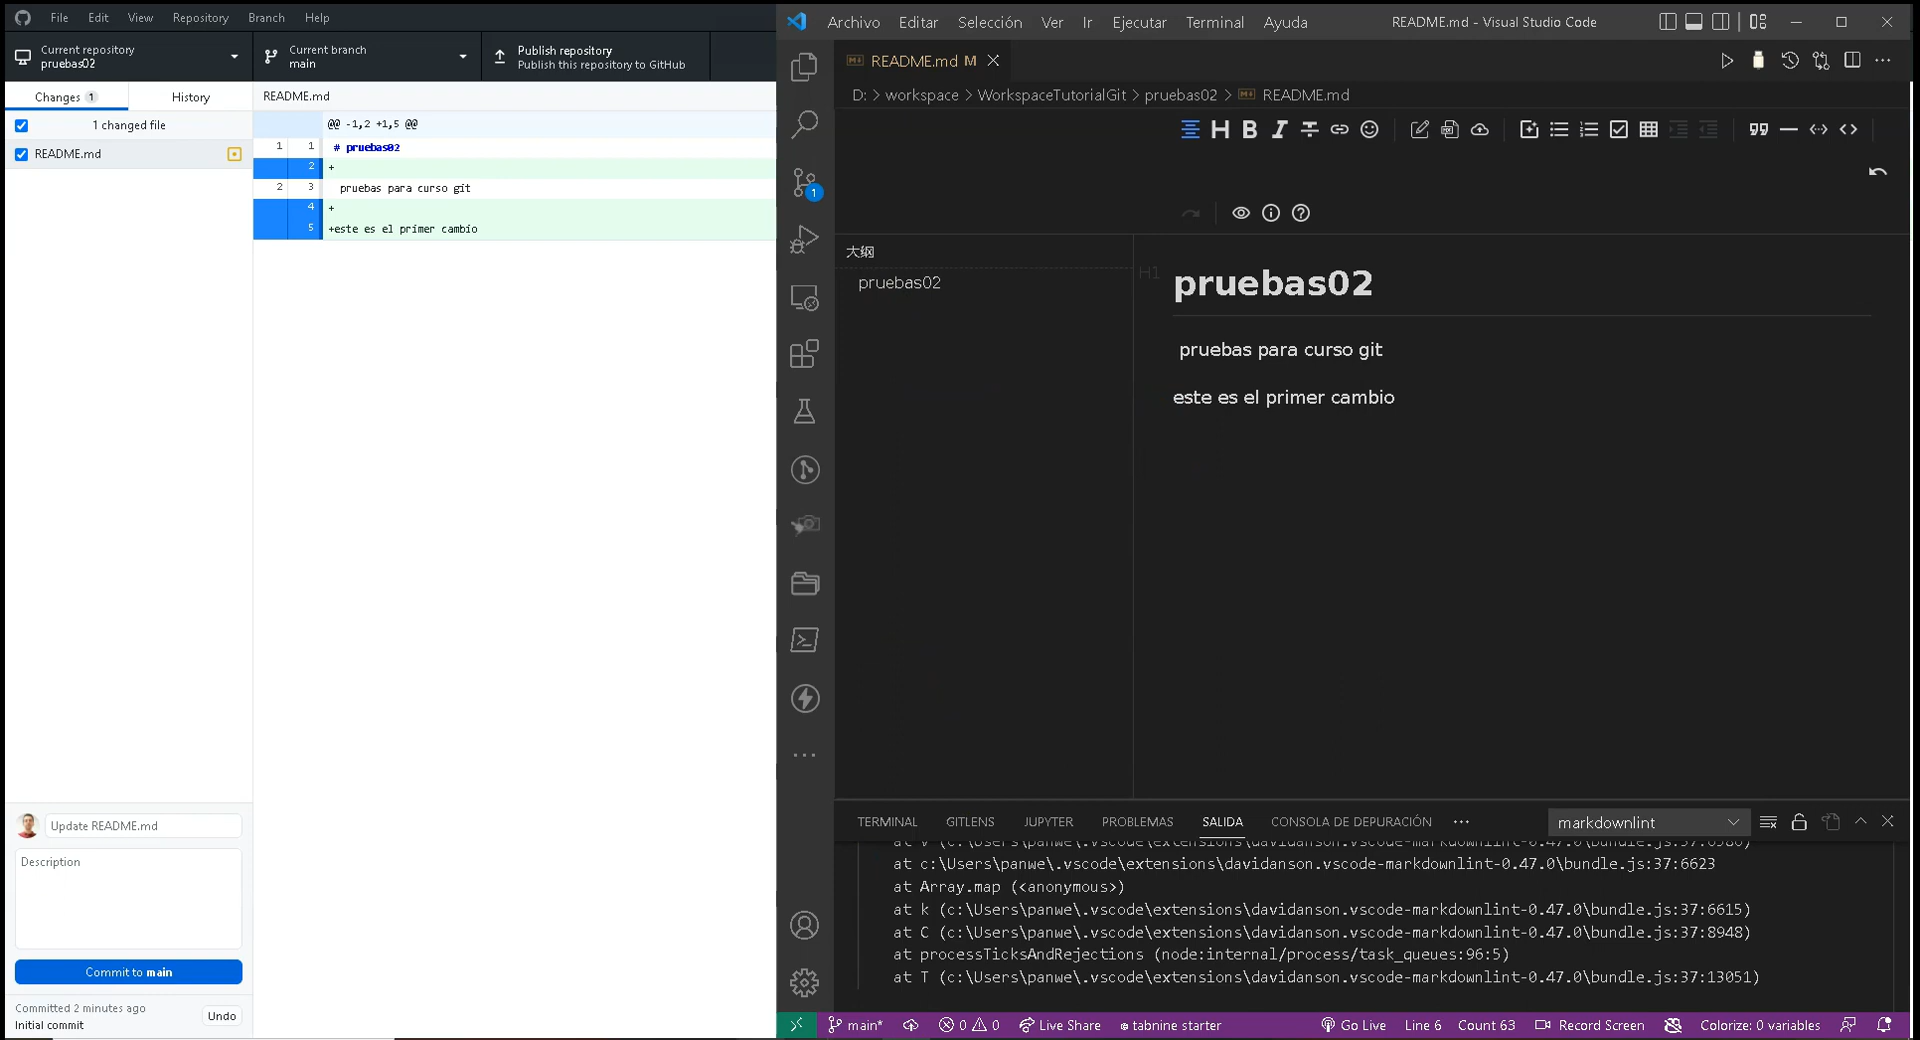 File Edit View Repository Branch Help
Current repository
pruebas02
Current branch
main
Publish repository
Publish this repository to GitHub
Changes 1 History
1 changed file
README.md
README.md
@@ -1,2 +1,5 @@
1 1 # pruebas02
2 +
2 3 pruebas para curso git
4 +
5 +este es el primer cambio
Update README.md
Description
Commit to main
Committed 2 minutes ago
Initial commit
Undo
Archivo Editar Selección Ver Ir Ejecutar Terminal Ayuda README.md - Visual Studio Code
README.md M
D: > workspace > WorkspaceTutorialGit > pruebas02 > README.md
1
大纲
pruebas02
H1
pruebas02
pruebas para curso git
este es el primer cambio
TERMINAL GITLENS JUPYTER PROBLEMAS SALIDA CONSOLA DE DEPURACIÓN ··· markdownlint
at c:\Users\panwe\.vscode\extensions\davidanson.vscode-markdownlint-0.47.0\bundle.js:37:6623
at Array.map (<anonymous>)
at k (c:\Users\panwe\.vscode\extensions\davidanson.vscode-markdownlint-0.47.0\bundle.js:37:6615)
at C (c:\Users\panwe\.vscode\extensions\davidanson.vscode-markdownlint-0.47.0\bundle.js:37:8948)
at processTicksAndRejections (node:internal/process/task_queues:96:5)
at T (c:\Users\panwe\.vscode\extensions\davidanson.vscode-markdownlint-0.47.0\bundle.js:37:13051)
main* 0 0 Live Share tabnine starter Go Live Line 6 Count 63 Record Screen Colorize: 0 variables